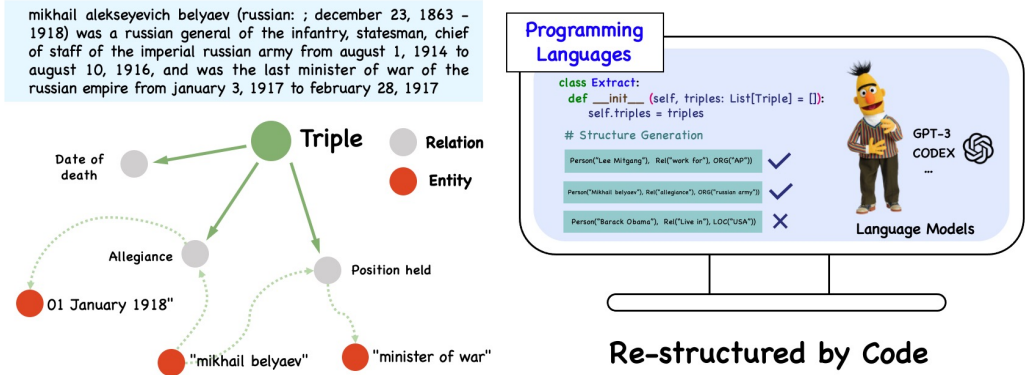 mikhail alekseyevich belyaev (russian: ; december 23, 1863 –
1918) was a russian general of the infantry, statesman, chief
of staff of the imperial russian army from august 1, 1914 to
august 10, 1916, and was the last minister of war of the
russian empire from january 3, 1917 to february 28, 1917
Triple
Relation
Entity
Date of
death
Allegiance
Position held
01 January 1918"
"mikhail belyaev"
"minister of war"
Programming
Languages
class Extract:
def __init__ (self, triples: List[Triple] = []):
self.triples = triples
# Structure Generation
Person("Lee Mitgang"), Rel("work for"), ORG("AP"))
Person("Mikhail belyaev"), Rel("allegiance"), ORG("russian army"))
Person("Barack Obama"), Rel("Live in"), LOC("USA"))
GPT-3
CODEX
...
Language Models
Re-structured by Code